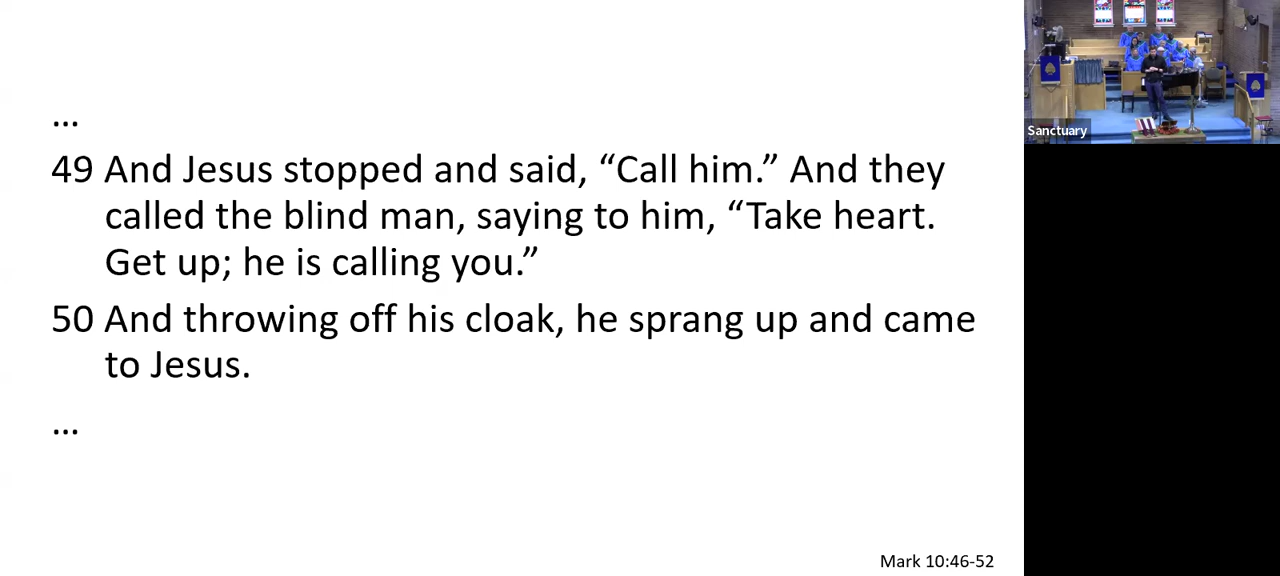 ...
49 And Jesus stopped and said, “Call him.” And they
called the blind man, saying to him, “Take heart.
Get up; he is calling you.”
50 And throwing off his cloak, he sprang up and came
to Jesus.
...
Mark 10:46-52
Sanctuary